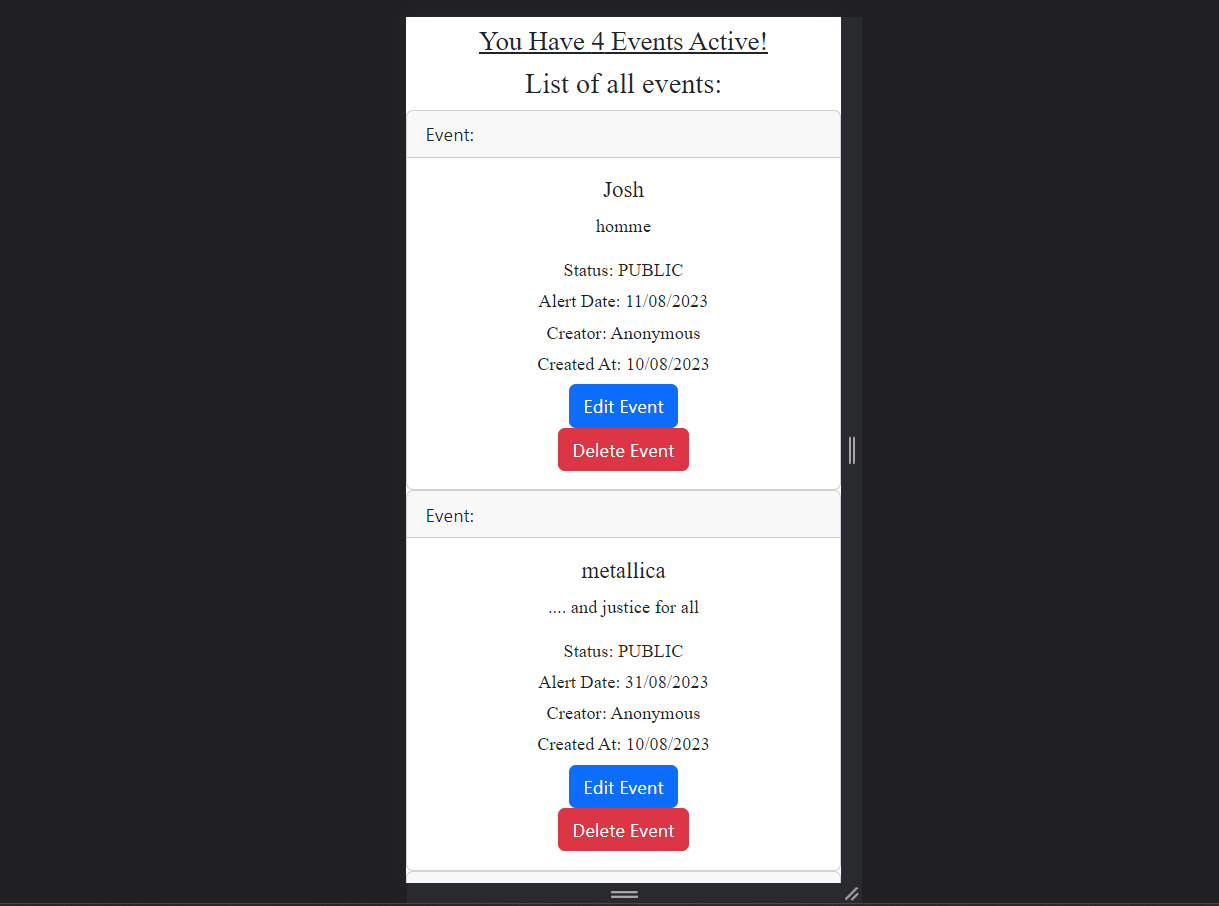 You Have 4 Events Active!
List of all events:
Event:
Josh
homme
Status: PUBLIC
Alert Date: 11/08/2023
Creator: Anonymous
Created At: 10/08/2023
Edit Event
Delete Event
Event:
metallica
.... and justice for all
Status: PUBLIC
Alert Date: 31/08/2023
Creator: Anonymous
Created At: 10/08/2023
Edit Event
Delete Event